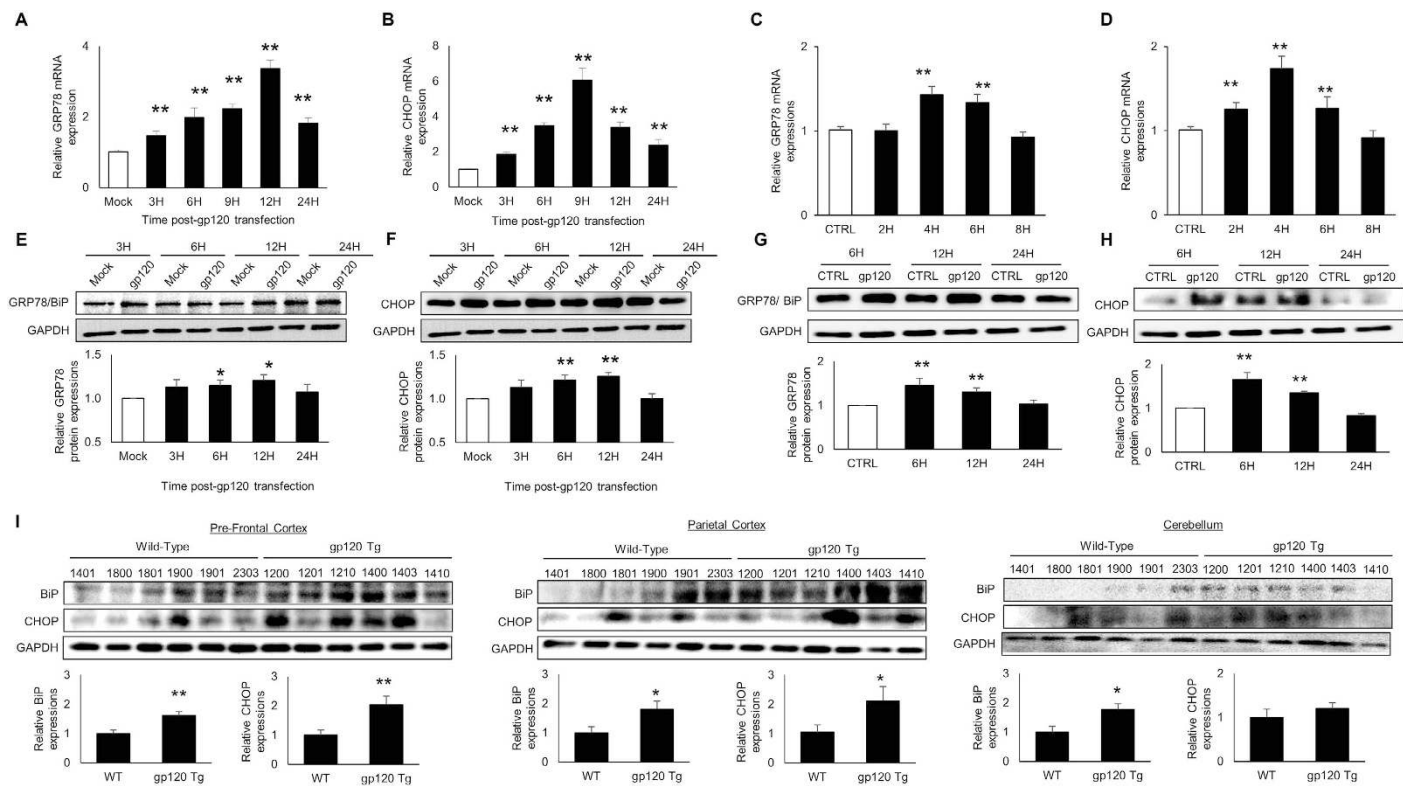 A
Relative GRP78 mRNA
expression
4
2
0
**
**
**
**
**
Mock
3H
6H
9H
12H
24H
Time post-gp120 transfection
B
Relative CHOP mRNA
expression
8
6
4
2
0
**
**
**
**
**
Mock
3H
6H
9H
12H
24H
Time post-gp120 transfection
C
Relative GRP78 mRNA
expressions
2
1
0
**
**
CTRL
2H
4H
6H
8H
D
Relative CHOP mRNA
expressions
2
1
0
**
**
**
CTRL
2H
4H
6H
8H
E
3H
6H
12H
24H
Mock
gp120
Mock
gp120
Mock
gp120
Mock
gp120
GRP78/BiP
GAPDH
Relative GRP78
protein expressions
1.5
1.0
0.5
*
*
Mock
3H
6H
12H
24H
Time post-gp120 transfection
F
3H
6H
12H
24H
Mock
gp120
Mock
gp120
Mock
gp120
Mock
gp120
CHOP
GAPDH
Relative CHOP
protein expressions
1.5
1.0
0.5
**
**
Mock
3H
6H
12H
24H
Time post-gp120 transfection
G
6H
12H
24H
CTRL gp120
CTRL gp120
CTRL gp120
GRP78/ BiP
GAPDH
Relative GRP78
protein expressions
2
1
0
**
**
CTRL
6H
12H
24H
H
6H
12H
24H
CTRL gp120
CTRL gp120
CTRL gp120
CHOP
GAPDH
Relative CHOP
protein expression
2
1
0
**
**
CTRL
6H
12H
24H
I
Pre-Frontal Cortex
Wild-Type
gp120 Tg
1401 1800 1801 1900 1901 2303 1200 1201 1210 1400 1403 1410
BiP
CHOP
GAPDH
Relative BiP
expressions
3
2
1
0
**
WT
gp120 Tg
Relative CHOP
expressions
3
2
1
0
**
WT
gp120 Tg
Parietal Cortex
Wild-Type
gp120 Tg
1401 1800 1801 1900 1901 2303 1200 1201 1210 1400 1403 1410
BiP
CHOP
GAPDH
Relative BiP
expressions
3
2
1
0
*
WT
gp120 Tg
Relative CHOP
expressions
3
2
1
0
*
WT
gp120 Tg
Cerebellum
Wild-Type
gp120 Tg
1401 1800 1801 1900 1901 2303 1200 1201 1210 1400 1403 1410
BiP
CHOP
GAPDH
Relative BiP
expressions
3
2
1
0
*
WT
gp120 Tg
Relative CHOP
expressions
3
2
1
0
WT
gp120 Tg